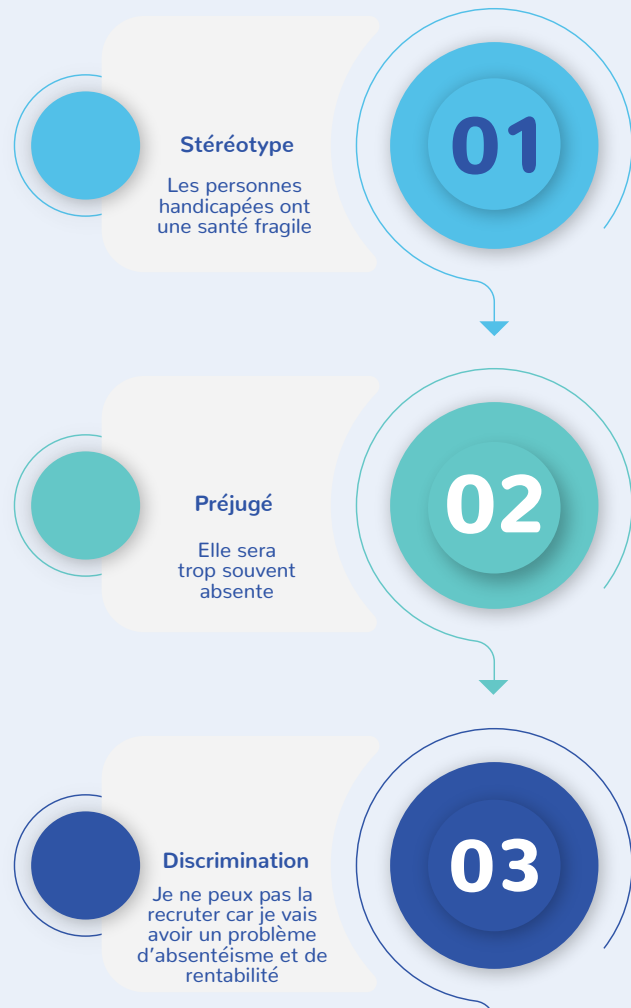 Stéréotype
01
Les personnes
handicapées ont
une santé fragile
Préjugé
02
Elle sera
trop souvent
absente
Discrimination
03
Je ne peux pas la
recruter car je vais
avoir un problème
d'absentéisme et de
rentabilité